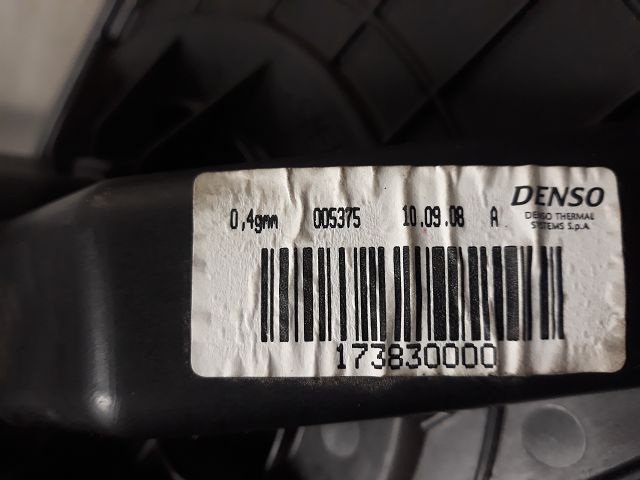 0,4gmm 005375 10.09.08 A DENSO
DENSO THERMAL
SYSTEMS S.p.A
173830000